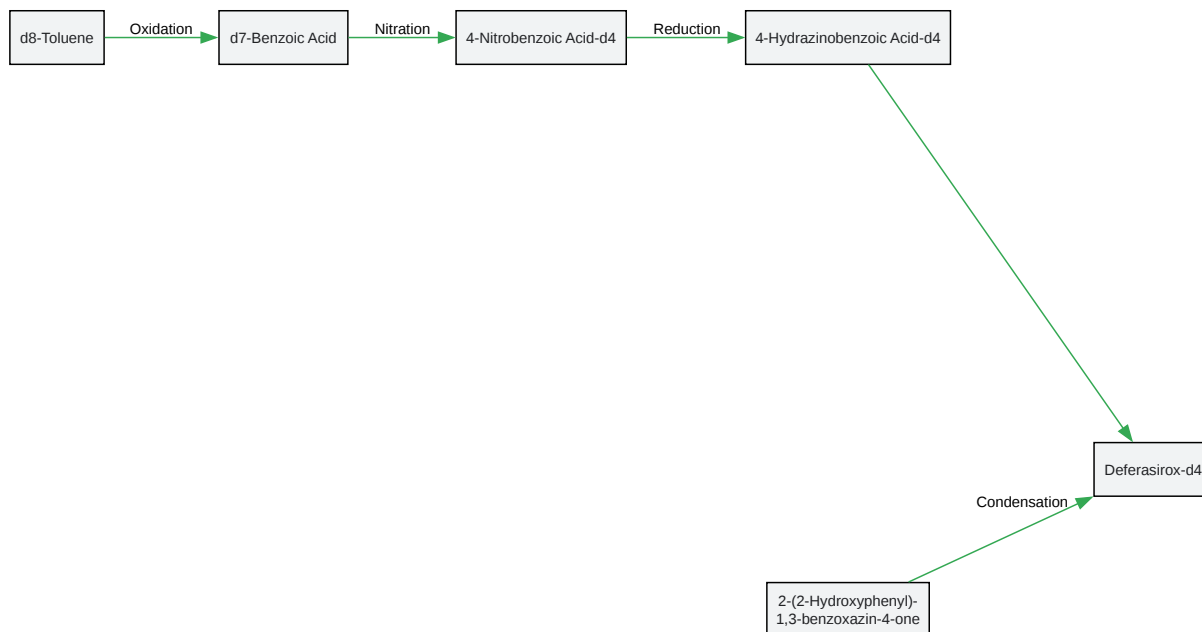 d8-Toluene
Oxidation
d7-Benzoic Acid
Nitration
4-Nitrobenzoic Acid-d4
Reduction
4-Hydrazinobenzoic Acid-d4
Deferasirox-d4
Condensation
2-(2-Hydroxyphenyl)-
1,3-benzoxazin-4-one